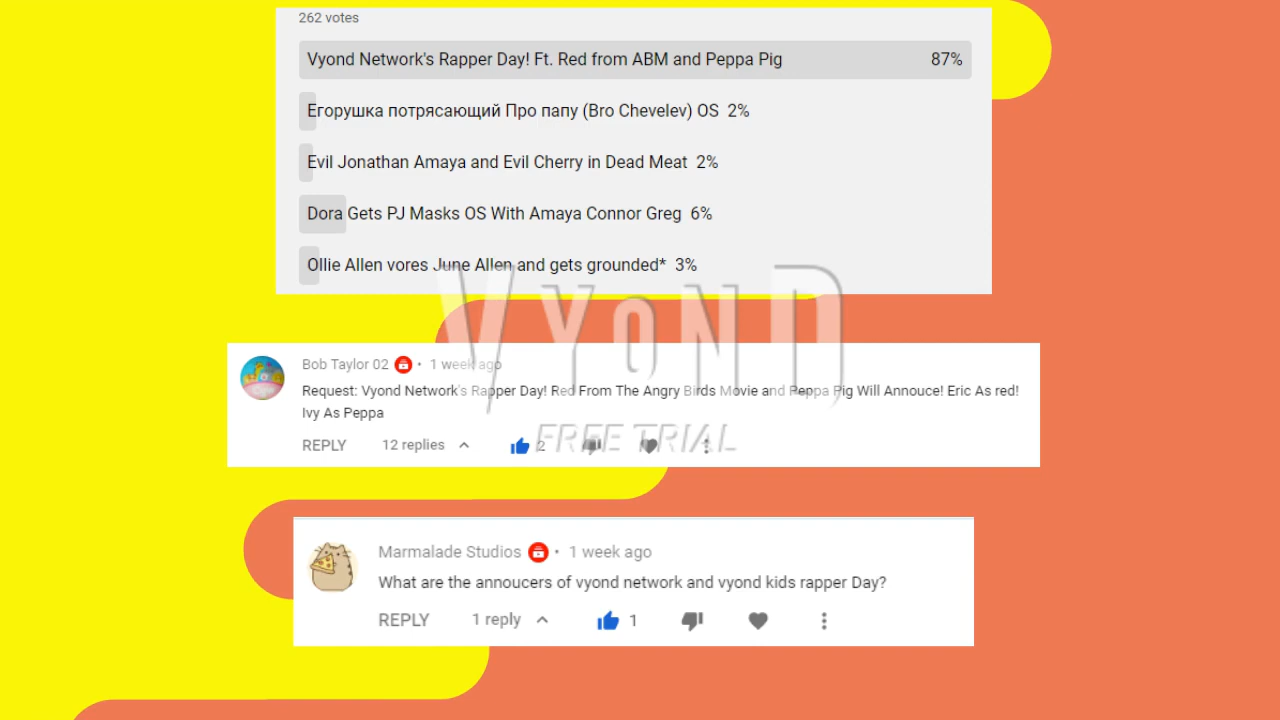 262 votes
Vyond Network's Rapper Day! Ft. Red from ABM and Peppa Pig 87%
Егорушка потрясающий Про папу (Bro Chevelev) OS 2%
Evil Jonathan Amaya and Evil Cherry in Dead Meat 2%
Dora Gets PJ Masks OS With Amaya Connor Greg 6%
Ollie Allen vores June Allen and gets grounded* 3%
VYOND
FREE TRIAL
Bob Taylor 02 • 1 week ago
Request: Vyond Network's Rapper Day! Red From The Angry Birds Movie and Peppa Pig Will Annouce! Eric As red!
Ivy As Peppa
REPLY 12 replies 2
Marmalade Studios • 1 week ago
What are the annoucers of vyond network and vyond kids rapper Day?
REPLY 1 reply 1